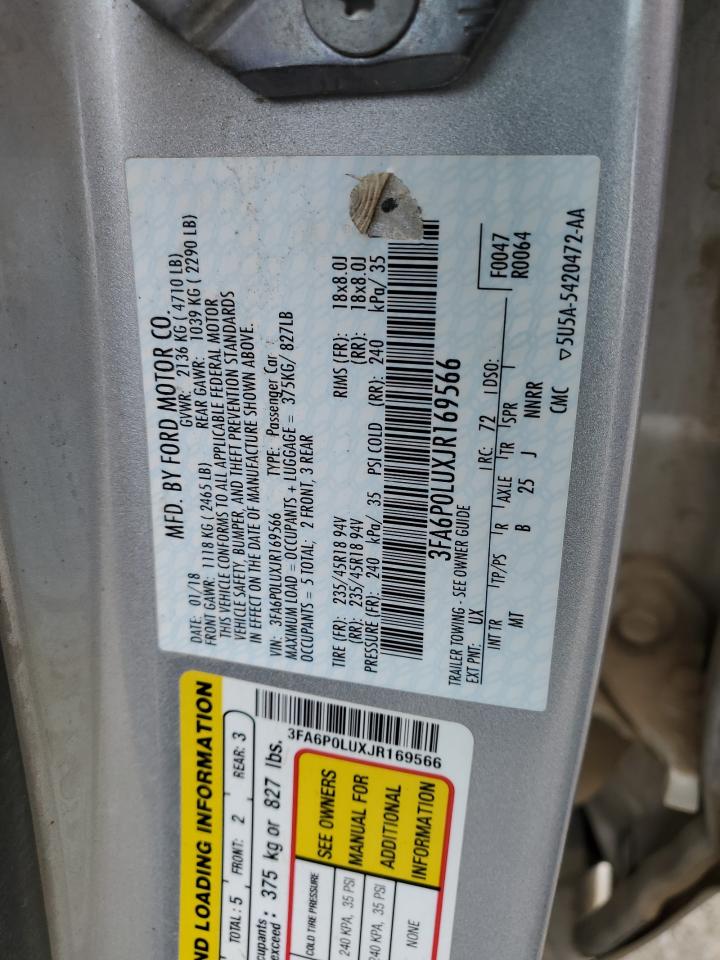 MFD. BY FORD MOTOR CO.
DATE: 01/18 GVWR: 2136 KG ( 4710 LB)
FRONT GAWR: 1118 KG ( 2465 LB) REAR GAWR: 1039 KG ( 2290 LB)
THIS VEHICLE CONFORMS TO ALL APPLICABLE FEDERAL MOTOR
VEHICLE SAFETY, BUMPER, AND THEFT PREVENTION STANDARDS
IN EFFECT ON THE DATE OF MANUFACTURE SHOWN ABOVE.
VIN: 3FA6P0LUXJR169566 TYPE: Passenger Car
MAXIMUM LOAD = OCCUPANTS + LUGGAGE = 375KG/ 827LB
OCCUPANTS = 5 TOTAL; 2 FRONT, 3 REAR
TIRE (FR): 235/45R18 94V RIMS (FR): 18x8.0J
(RR): 235/45R18 94V (RR): 18x8.0J
PRESSURE (FR): 240 kPa/ 35 PSI COLD (RR): 240 kPa/ 35
3FA6P0LUXJR169566
TRAILER TOWING - SEE OWNER GUIDE
EXT PNT: UX RC: 72 DSO:
F0047
R0064
INT TR TP/PS R AXLE TR SPR
MT B 25 J NNRR
CMC ▽5U5A-5420472-AA
ND LOADING INFORMATION
TOTAL: 5 FRONT: 2 REAR: 3
cupants
exceed : 375 kg or 827 lbs.
3FA6P0LUXJR169566
COLD TIRE PRESSURE
240 KPA, 35 PSI
240 KPA, 35 PSI
NONE
SEE OWNERS
MANUAL FOR
ADDITIONAL
INFORMATION